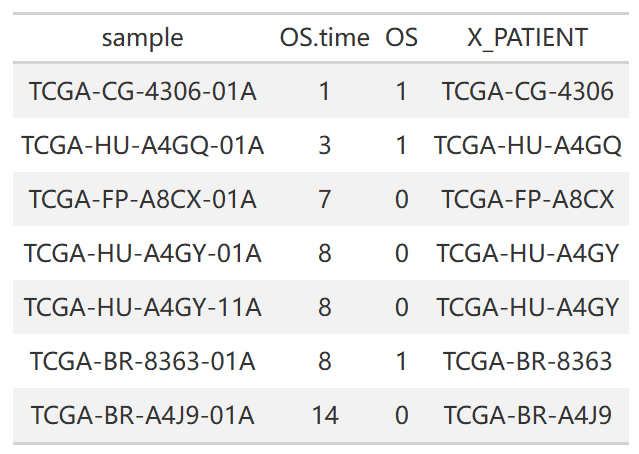 sample OS.time OS X_PATIENT
TCGA-CG-4306-01A 1 1 TCGA-CG-4306
TCGA-HU-A4GQ-01A 3 1 TCGA-HU-A4GQ
TCGA-FP-A8CX-01A 7 0 TCGA-FP-A8CX
TCGA-HU-A4GY-01A 8 0 TCGA-HU-A4GY
TCGA-HU-A4GY-11A 8 0 TCGA-HU-A4GY
TCGA-BR-8363-01A 8 1 TCGA-BR-8363
TCGA-BR-A4J9-01A 14 0 TCGA-BR-A4J9